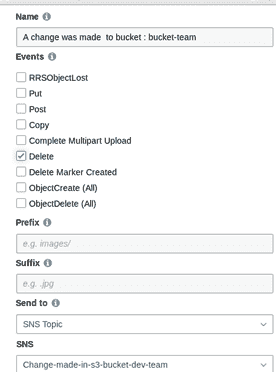 Name
A change was made to bucket : bucket-team
Events
RRSObjectLost
Put
Post
Copy
Complete Multipart Upload
Delete
Delete Marker Created
ObjectCreate (All)
ObjectDelete (All)
Prefix
e.g. images/
Suffix
e.g. .jpg
Send to
SNS Topic
SNS
Change-made-in-s3-bucket-dev-team